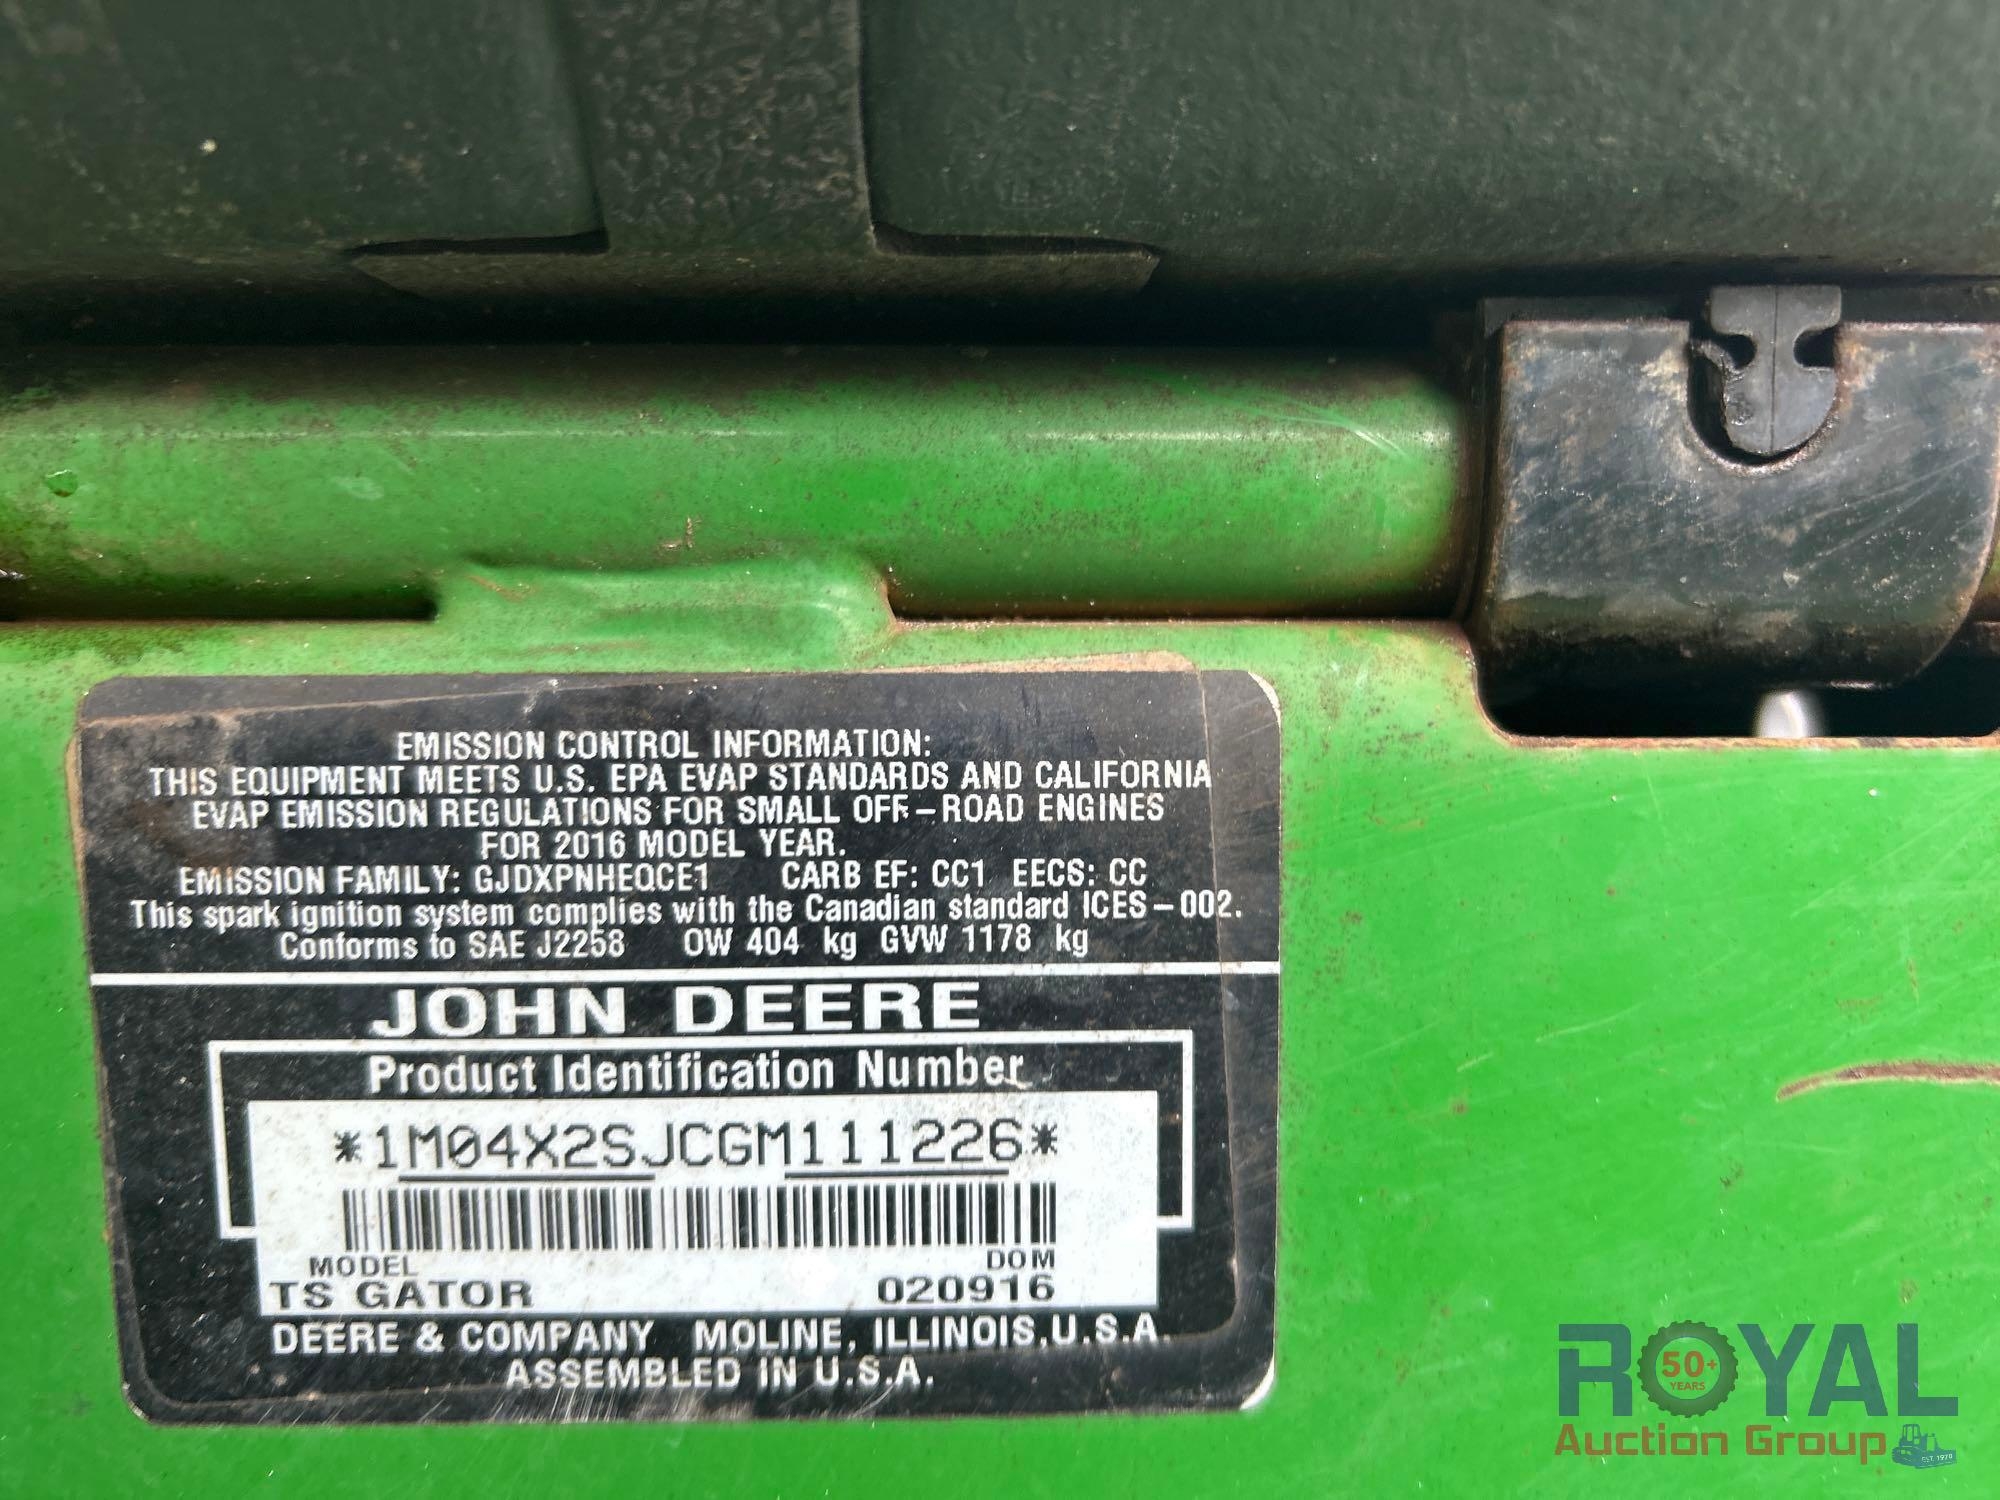 EMISSION CONTROL INFORMATION:
THIS EQUIPMENT MEETS U.S. EPA EVAP STANDARDS AND CALIFORNIA
EVAP EMISSION REGULATIONS FOR SMALL OFF-ROAD ENGINES
FOR 2016 MODEL YEAR.
EMISSION FAMILY: GJDXPNHEQCE1 CARB EF: CC1 EECS: CC
This spark ignition system complies with the Canadian standard ICES-002.
Conforms to SAE J2258 OW 404 kg GVW 1178 kg
JOHN DEERE
Product Identification Number
*1M04X2SJCGM111226*
MODEL DOM
TS GATOR 020916
DEERE & COMPANY MOLINE, ILLINOIS, U.S.A.
ASSEMBLED IN U.S.A.
ROYAL
50+
YEARS
Auction Group
EST. 1970